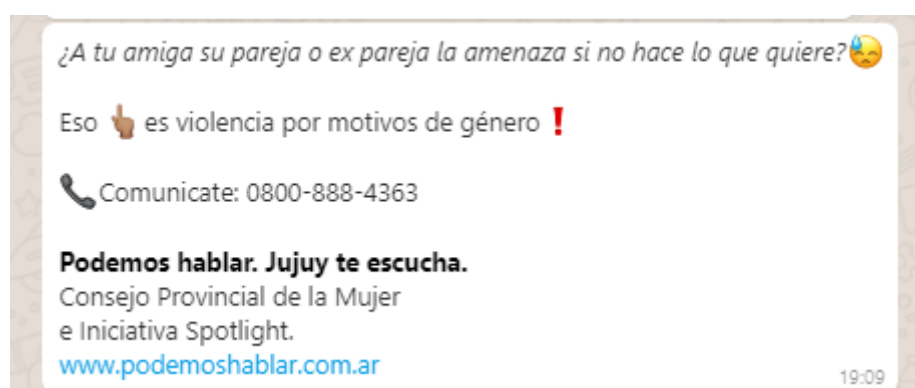 ¿A tu amiga su pareja o ex pareja la amenaza si no hace lo que quiere?😓
Eso 👆🏽 es violencia por motivos de género❗
📞Comunicate: 0800-888-4363
Podemos hablar. Jujuy te escucha.
Consejo Provincial de la Mujer
e Iniciativa Spotlight.
www.podemoshablar.com.ar
19:09